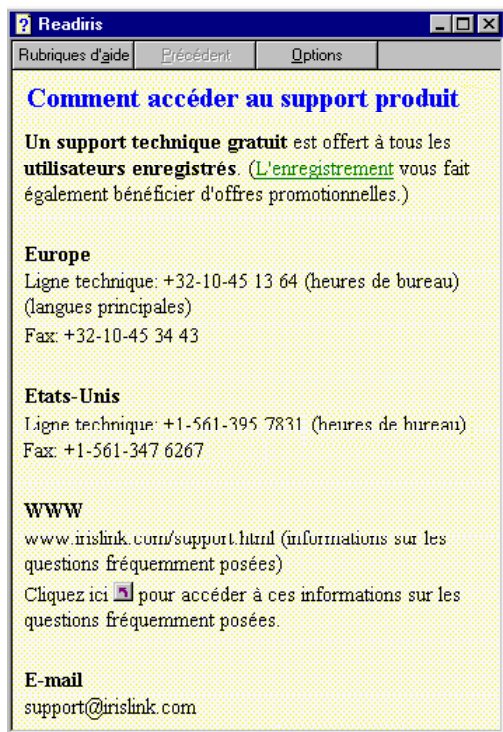 Readiris
Rubriques d'aide Précédent Options
Comment accéder au support produit
Un support technique gratuit est offert à tous les
utilisateurs enregistrés. (L'enregistrement vous fait
également bénéficier d'offres promotionnelles.)
Europe
Ligne technique: +32-10-45 13 64 (heures de bureau)
(langues principales)
Fax: +32-10-45 34 43
Etats-Unis
Ligne technique: +1-561-395 7831 (heures de bureau)
Fax: +1-561-347 6267
WWW
www.irislink.com/support.html (informations sur les
questions fréquemment posées)
Cliquez ici pour accéder à ces informations sur les
questions fréquemment posées.
E-mail
support@irislink.com